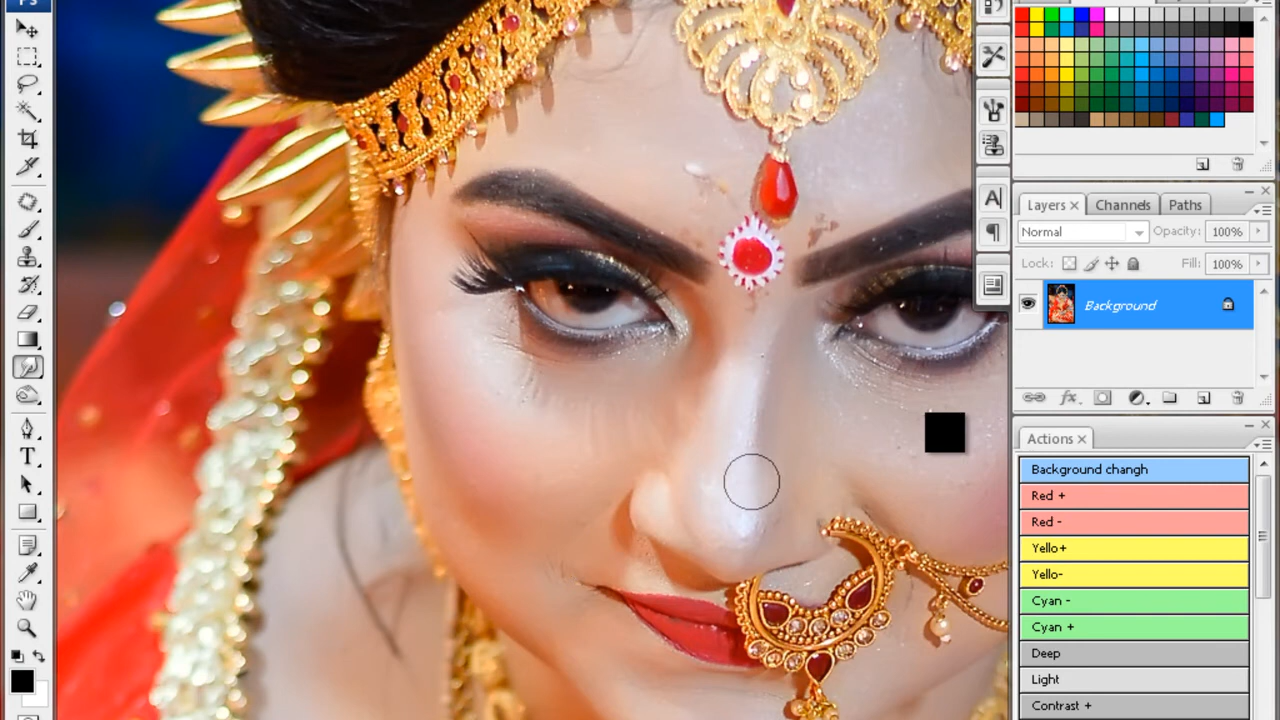 Ps
Layers
Channels
Paths
Normal
Opacity: 100%
Lock:
Fill: 100%
Background
Actions
Background changh
Red +
Red -
Yello+
Yello-
Cyan -
Cyan +
Deep
Light
Contrast +